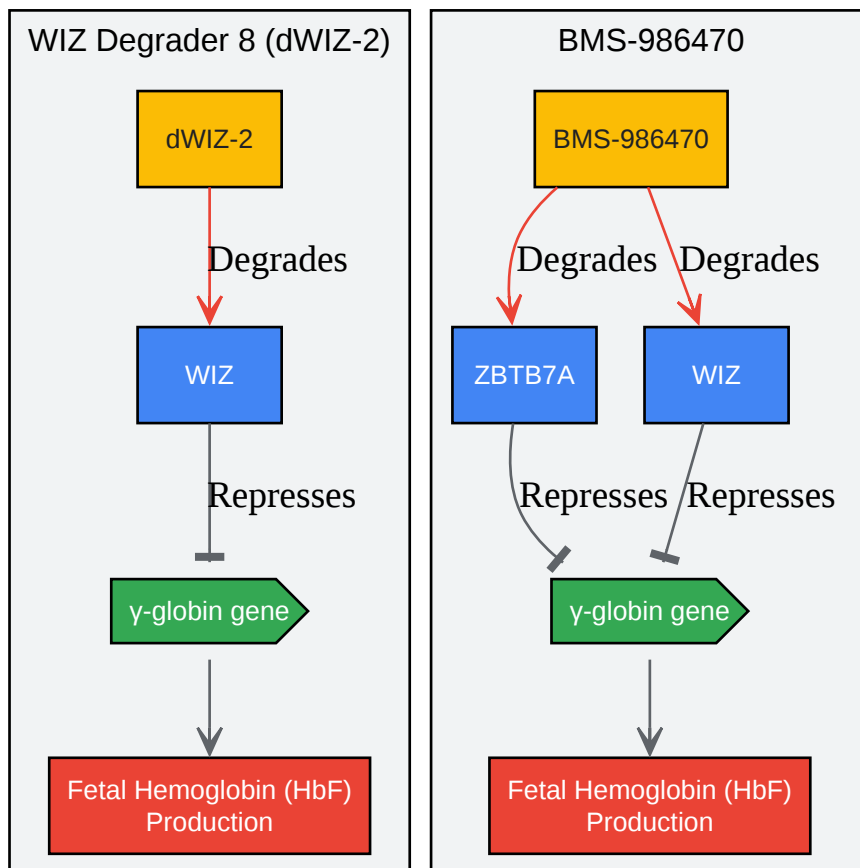 WIZ Degrader 8 (dWIZ-2)
dWIZ-2
Degrades
WIZ
Represses
γ-globin gene
Fetal Hemoglobin (HbF)
Production
BMS-986470
BMS-986470
Degrades
Degrades
ZBTB7A
WIZ
Represses
Represses
γ-globin gene
Fetal Hemoglobin (HbF)
Production